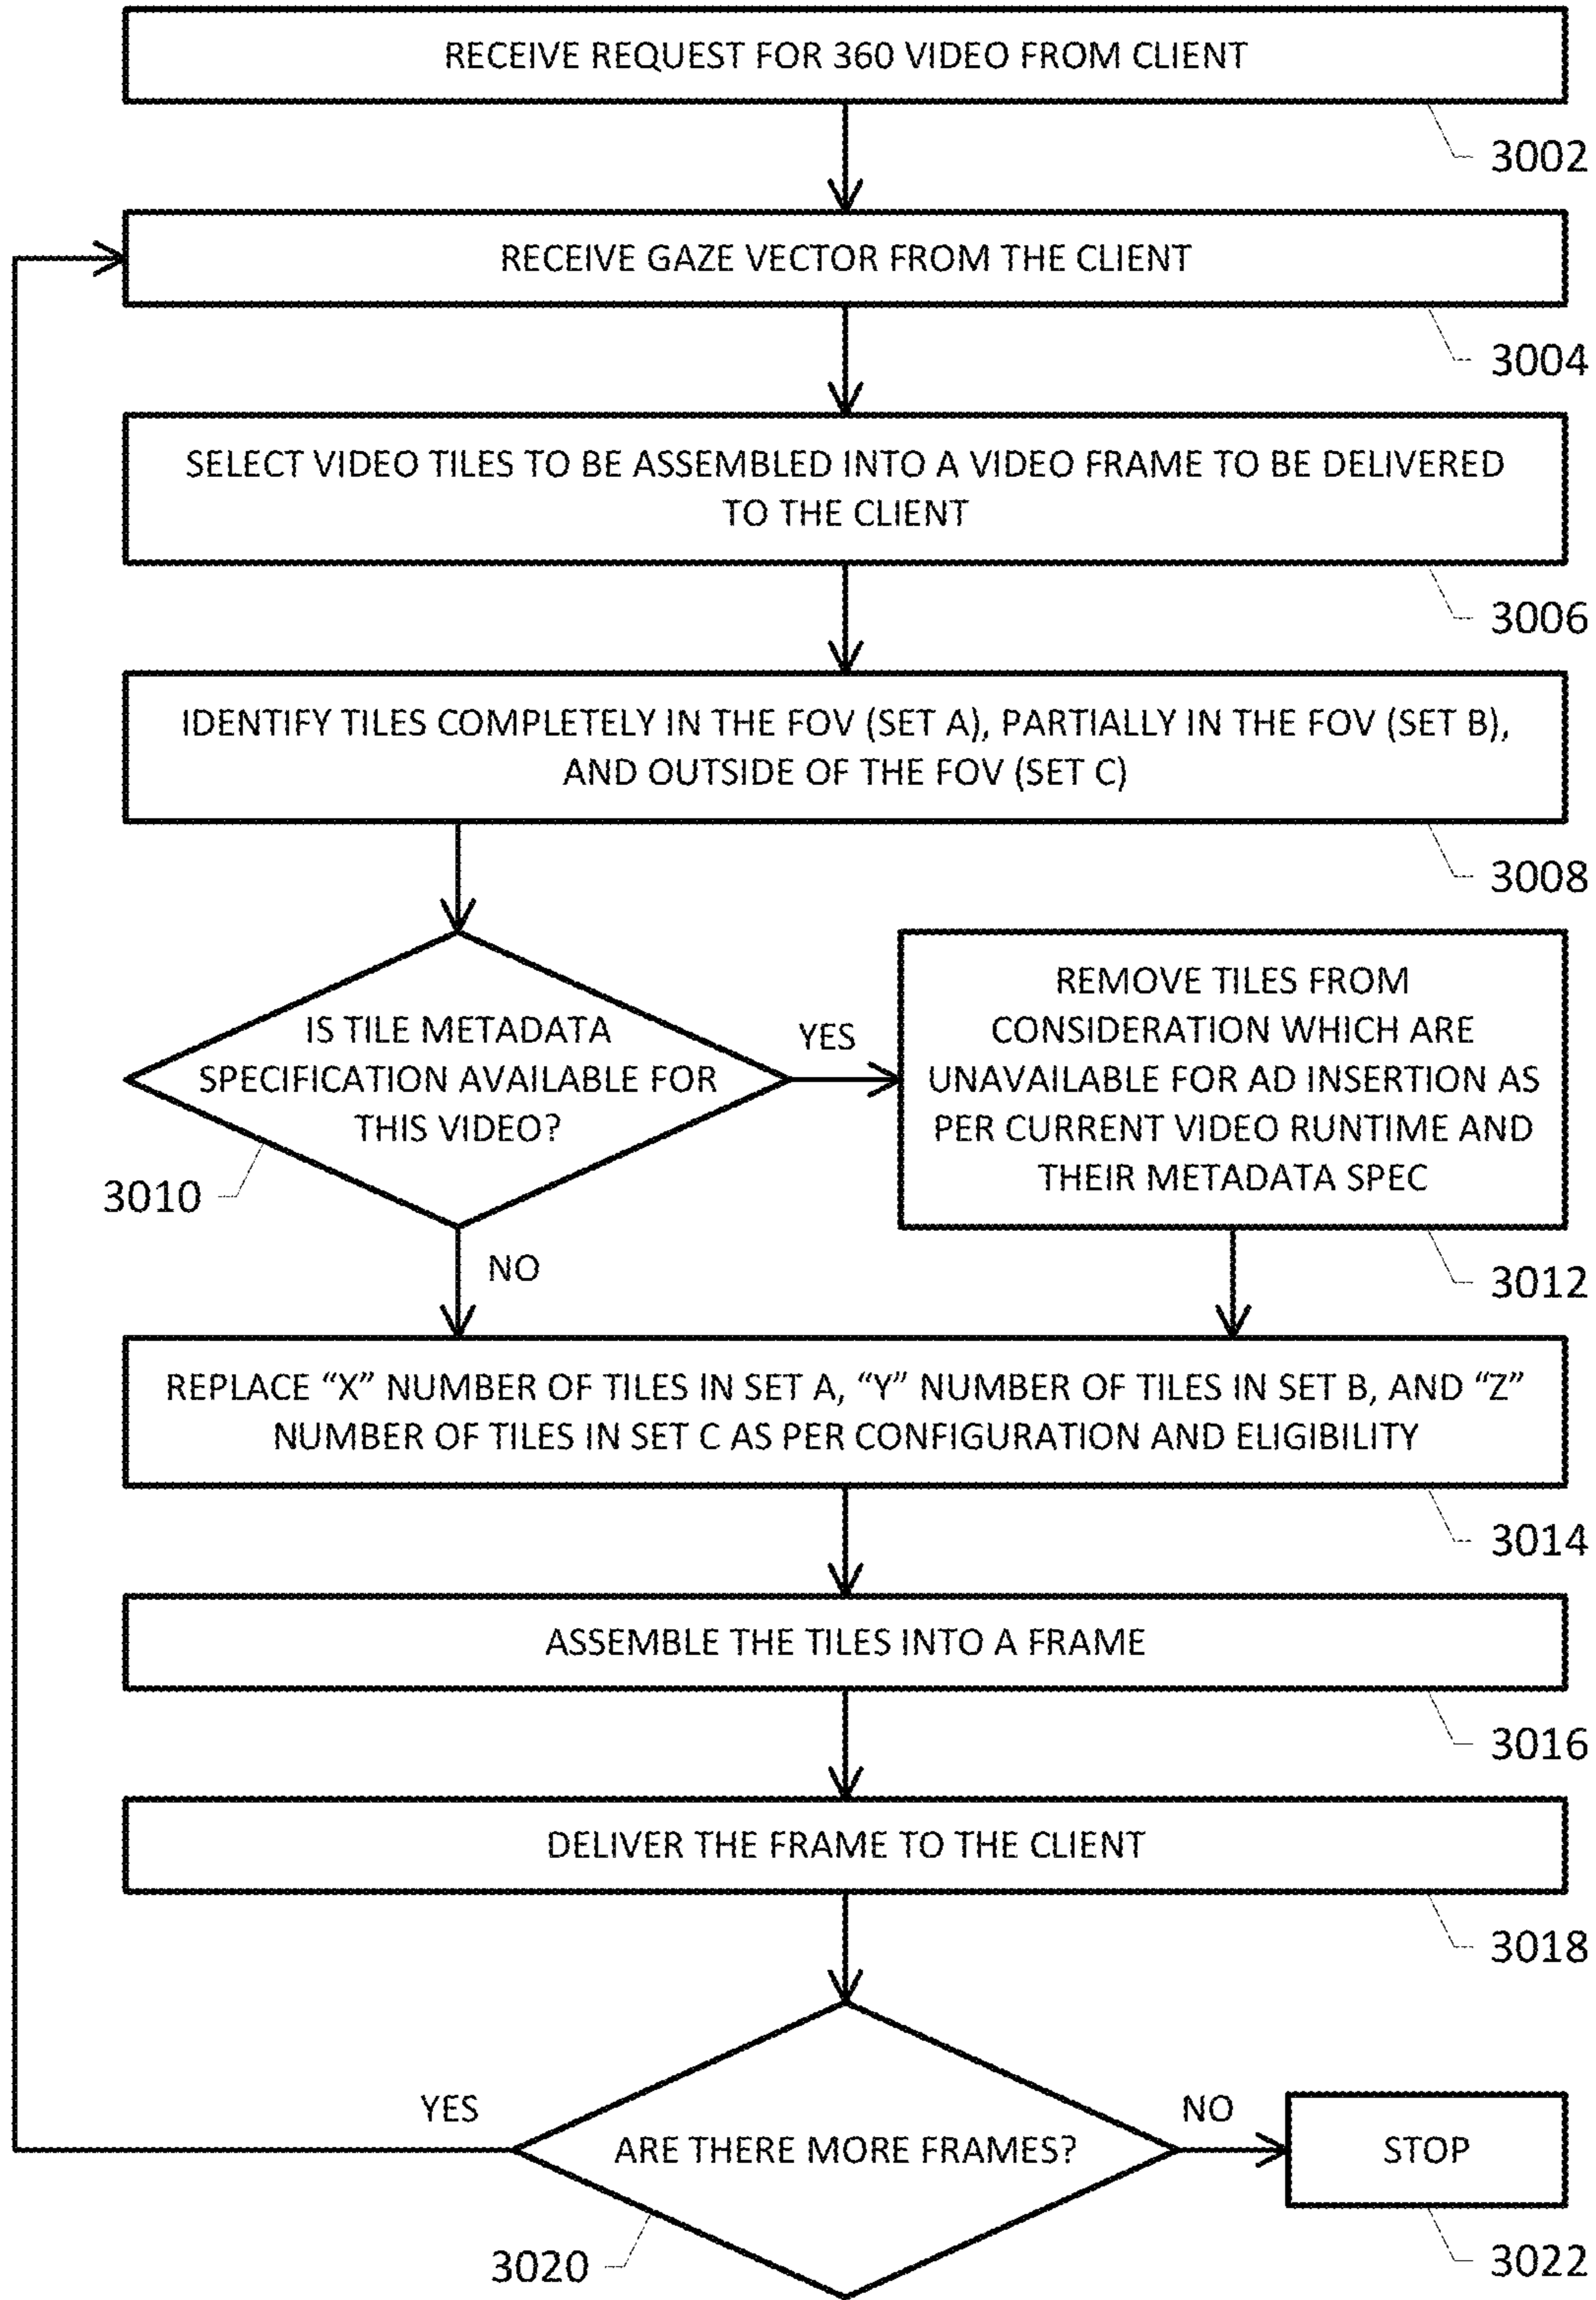 RECEIVE REQUEST FOR 360 VIDEO FROM CLIENT
3002
RECEIVE GAZE VECTOR FROM THE CLIENT
3004
SELECT VIDEO TILES TO BE ASSEMBLED INTO A VIDEO FRAME TO BE DELIVERED
TO THE CLIENT
3006
IDENTIFY TILES COMPLETELY IN THE FOV (SET A), PARTIALLY IN THE FOV (SET B),
AND OUTSIDE OF THE FOV (SET C)
3008
IS TILE METADATA
SPECIFICATION AVAILABLE FOR
THIS VIDEO?
3010
YES
NO
REMOVE TILES FROM
CONSIDERATION WHICH ARE
UNAVAILABLE FOR AD INSERTION AS
PER CURRENT VIDEO RUNTIME AND
THEIR METADATA SPEC
3012
REPLACE “X” NUMBER OF TILES IN SET A, “Y” NUMBER OF TILES IN SET B, AND “Z”
NUMBER OF TILES IN SET C AS PER CONFIGURATION AND ELIGIBILITY
3014
ASSEMBLE THE TILES INTO A FRAME
3016
DELIVER THE FRAME TO THE CLIENT
3018
YES
ARE THERE MORE FRAMES?
3020
NO
STOP
3022